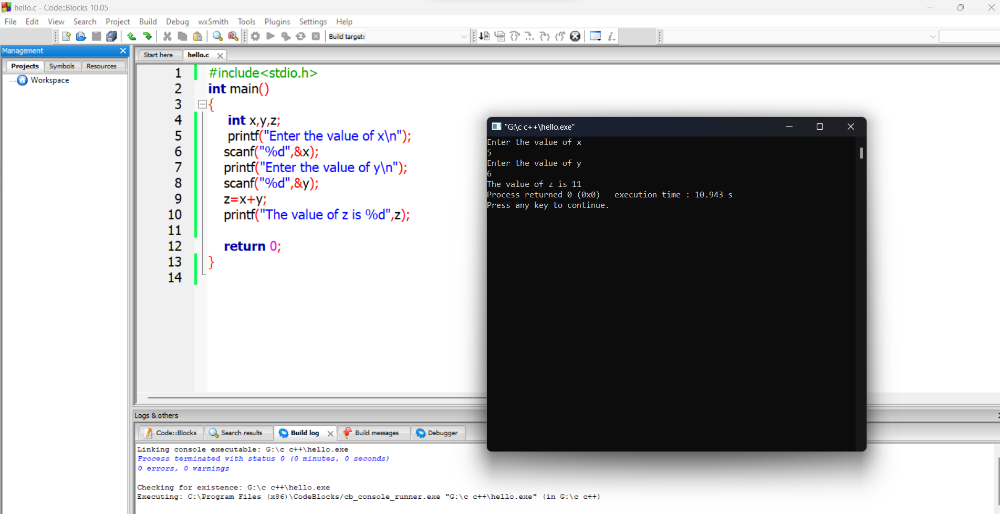 hello.c - Code::Blocks 10.05
File Edit View Search Project Build Debug wxSmith Tools Plugins Settings Help
Build target:
Management
Projects Symbols Resources
Workspace
Start here hello.c
1 #include<stdio.h>
2 int main()
3 {
4 int x,y,z;
5 printf("Enter the value of x\n");
6 scanf("%d",&x);
7 printf("Enter the value of y\n");
8 scanf("%d",&y);
9 z=x+y;
10 printf("The value of z is %d",z);
11
12 return 0;
13 }
14
"G:\c c++\hello.exe"
Enter the value of x
5
Enter the value of y
6
The value of z is 11
Process returned 0 (0x0)   execution time : 10.943 s
Press any key to continue.
Logs & others
Code::Blocks Search results Build log Build messages Debugger
Linking console executable: G:\c c++\hello.exe
Process terminated with status 0 (0 minutes, 0 seconds)
0 errors, 0 warnings
Checking for existence: G:\c c++\hello.exe
Executing: C:\Program Files (x86)\CodeBlocks/cb_console_runner.exe "G:\c c++\hello.exe" (in G:\c c++)